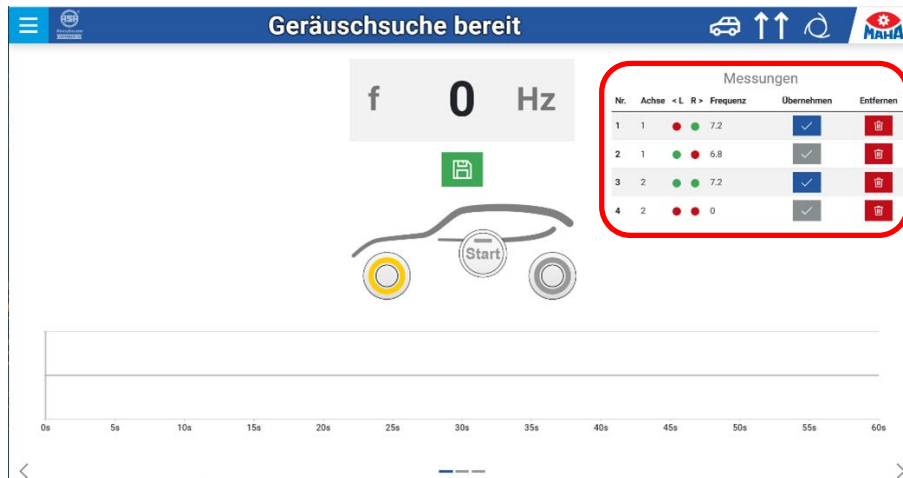 Geräuschsuche bereit
ASA
MAHA
f 0 Hz
Messungen
Nr. Achse < L R > Frequenz Übernehmen Entfernen
1 1 7.2
2 1 6.8
3 2 7.2
4 2 0
Start
0s 5s 10s 15s 20s 25s 30s 35s 40s 45s 50s 55s 60s